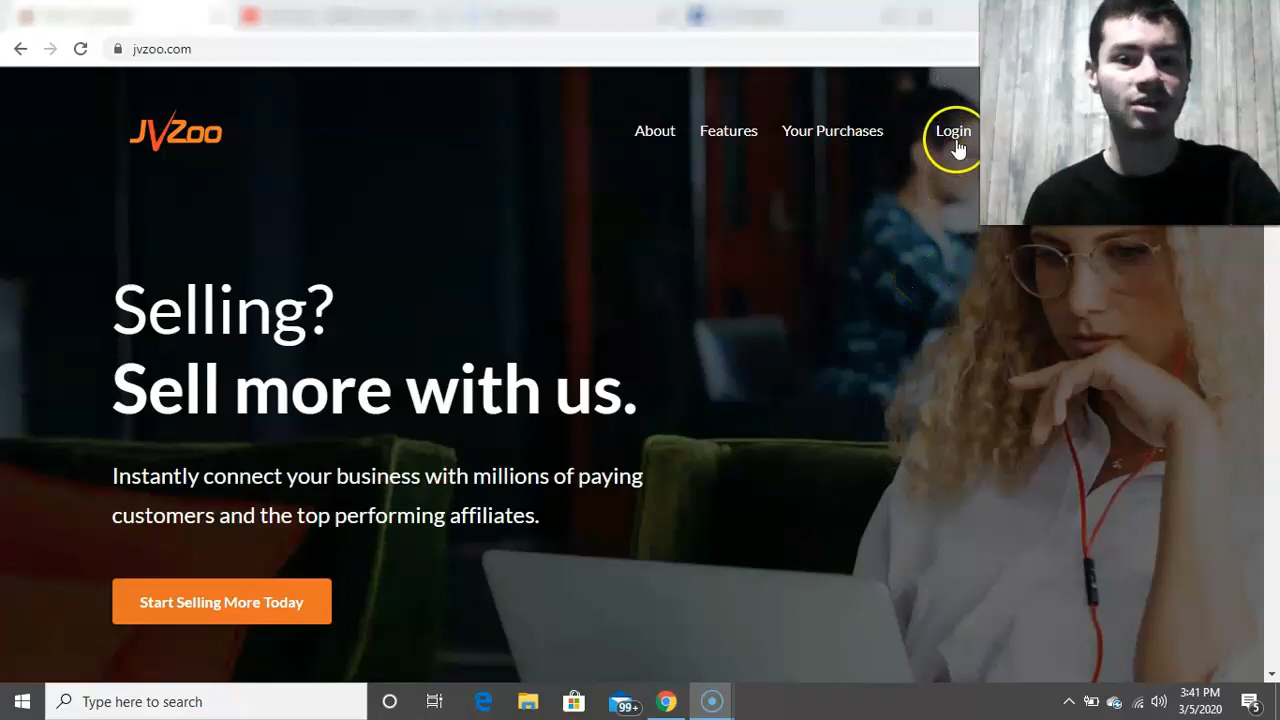 jvzoo.com
JVZoo
About
Features
Your Purchases
Login
Selling?
Sell more with us.
Instantly connect your business with millions of paying
customers and the top performing affiliates.
Start Selling More Today
Type here to search
99+
3:41 PM
3/5/2020
5